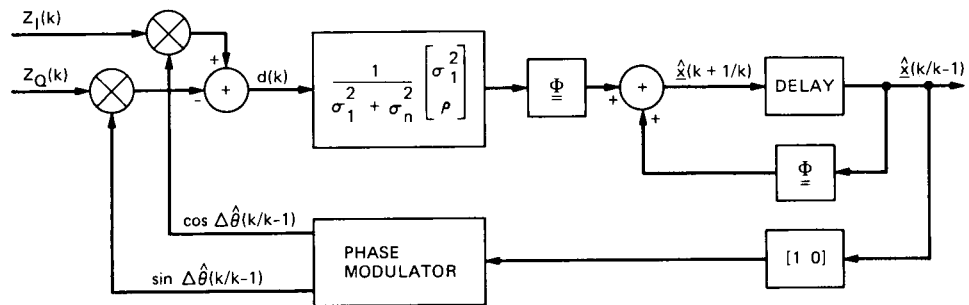 Z_I(k)
Z_Q(k)
+
-
+
d(k)
1
σ_1^2 + σ_n^2
[σ_1^2
ρ]
Φ
+
+
+
x̂(k + 1/k)
DELAY
x̂(k/k-1)
Φ
cos Δθ̂(k/k-1)
sin Δθ̂(k/k-1)
PHASE
MODULATOR
[1 0]